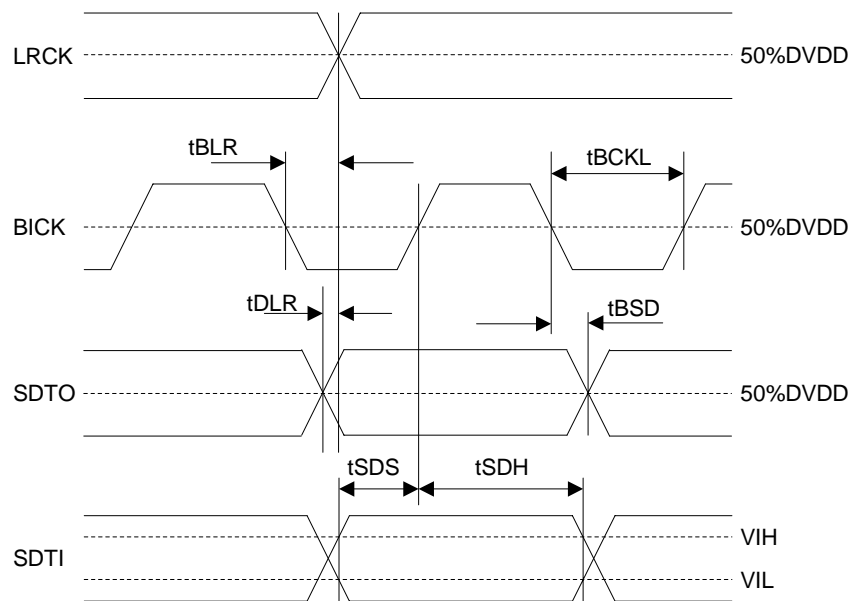 LRCK
50%DVDD
tBLR
tBCKL
BICK
50%DVDD
tDLR
tBSD
SDTO
50%DVDD
tSDS
tSDH
VIH
SDTI
VIL